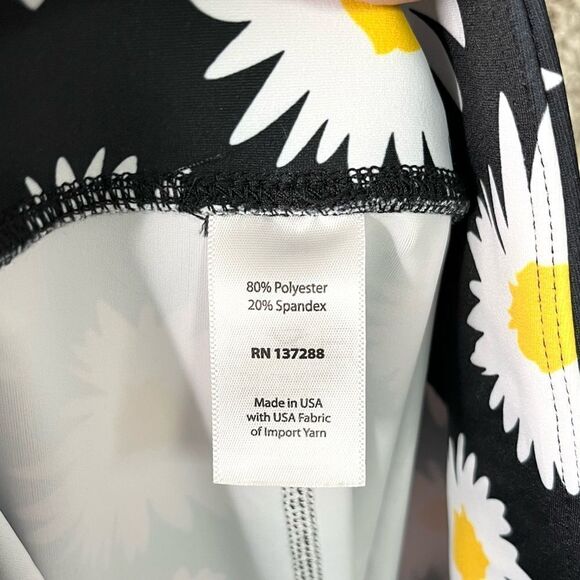 80% Polyester
20% Spandex
RN 137288
Made in USA
with USA Fabric
of Import Yarn